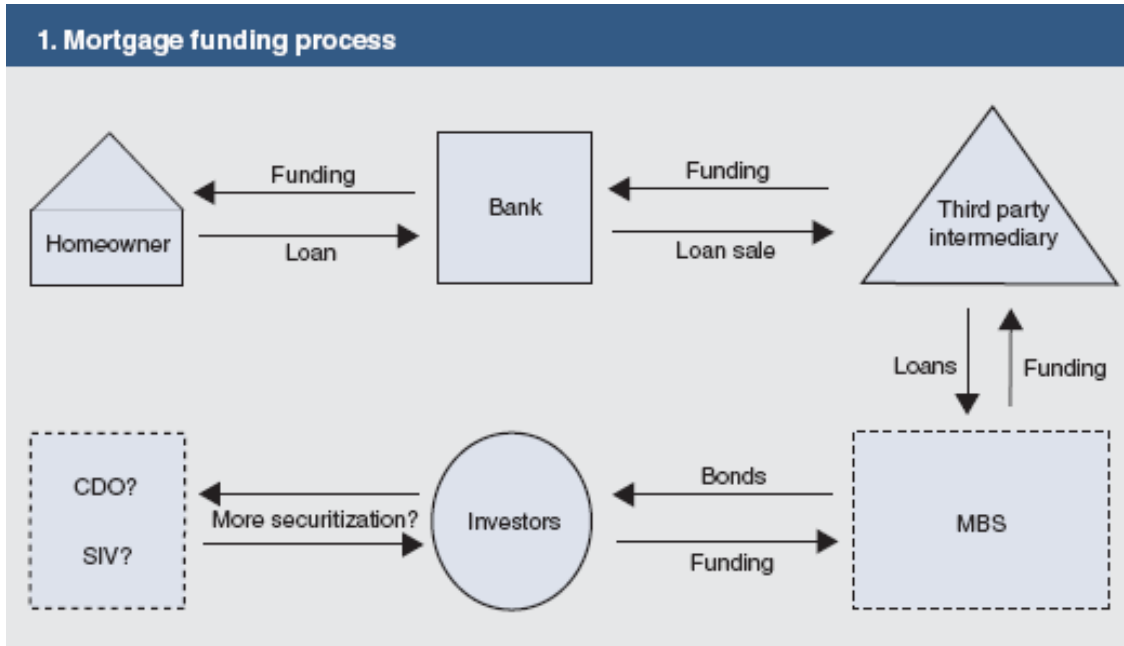 1. Mortgage funding process
Homeowner
Funding
Loan
Bank
Funding
Loan sale
Third party
intermediary
Loans
Funding
CDO?
SIV?
More securitization?
Investors
Bonds
Funding
MBS